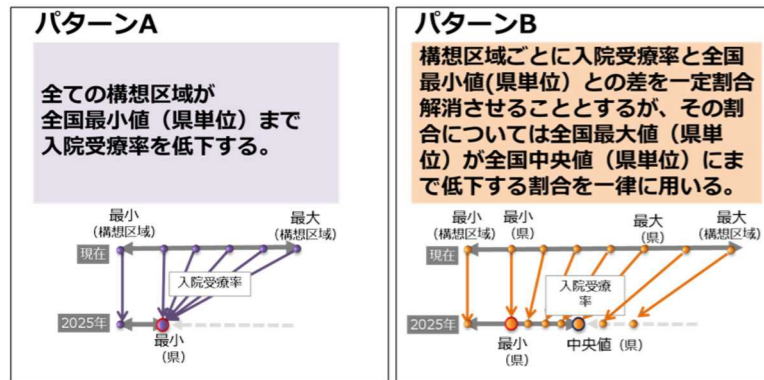 パターンA
全ての構想区域が
全国最小値（県単位）まで
入院受療率を低下する。
最小
（構想区域）
最大
（構想区域）
現在
入院受療率
2025年
最小
（県）
パターンB
構想区域ごとに入院受療率と全国
最小値(県単位）との差を一定割合
解消させることとするが、その割
合については全国最大値（県単
位）が全国中央値（県単位）にま
で低下する割合を一律に用いる。
最小
（構想区域）
最小
（県）
最大
（県）
最大
（構想区域）
現在
入院受療
率
2025年
最小
（県）
中央値（県）